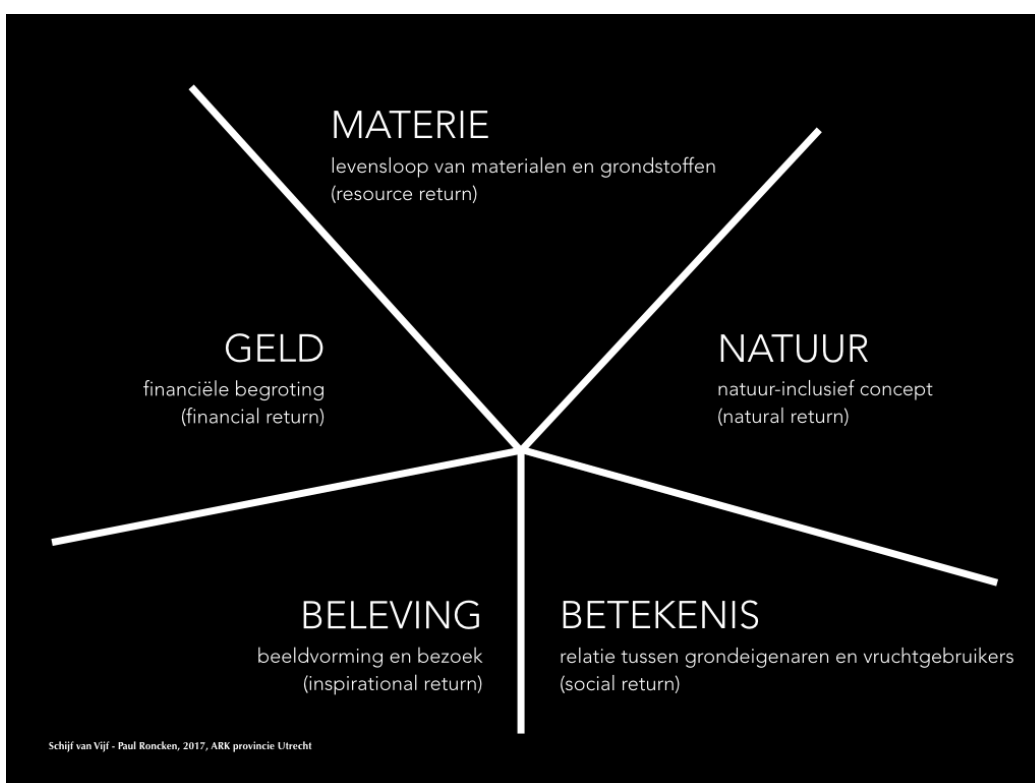 MATERIE
levensloop van materialen en grondstoffen
(resource return)
GELD
financiële begroting
(financial return)
NATUUR
natuur-inclusief concept
(natural return)
BELEVING
beeldvorming en bezoek
(inspirational return)
BETEKENIS
relatie tussen grondeigenaren en vruchtgebruikers
(social return)
Schijf van Vijf - Paul Roncken, 2017, ARK provincie Utrecht